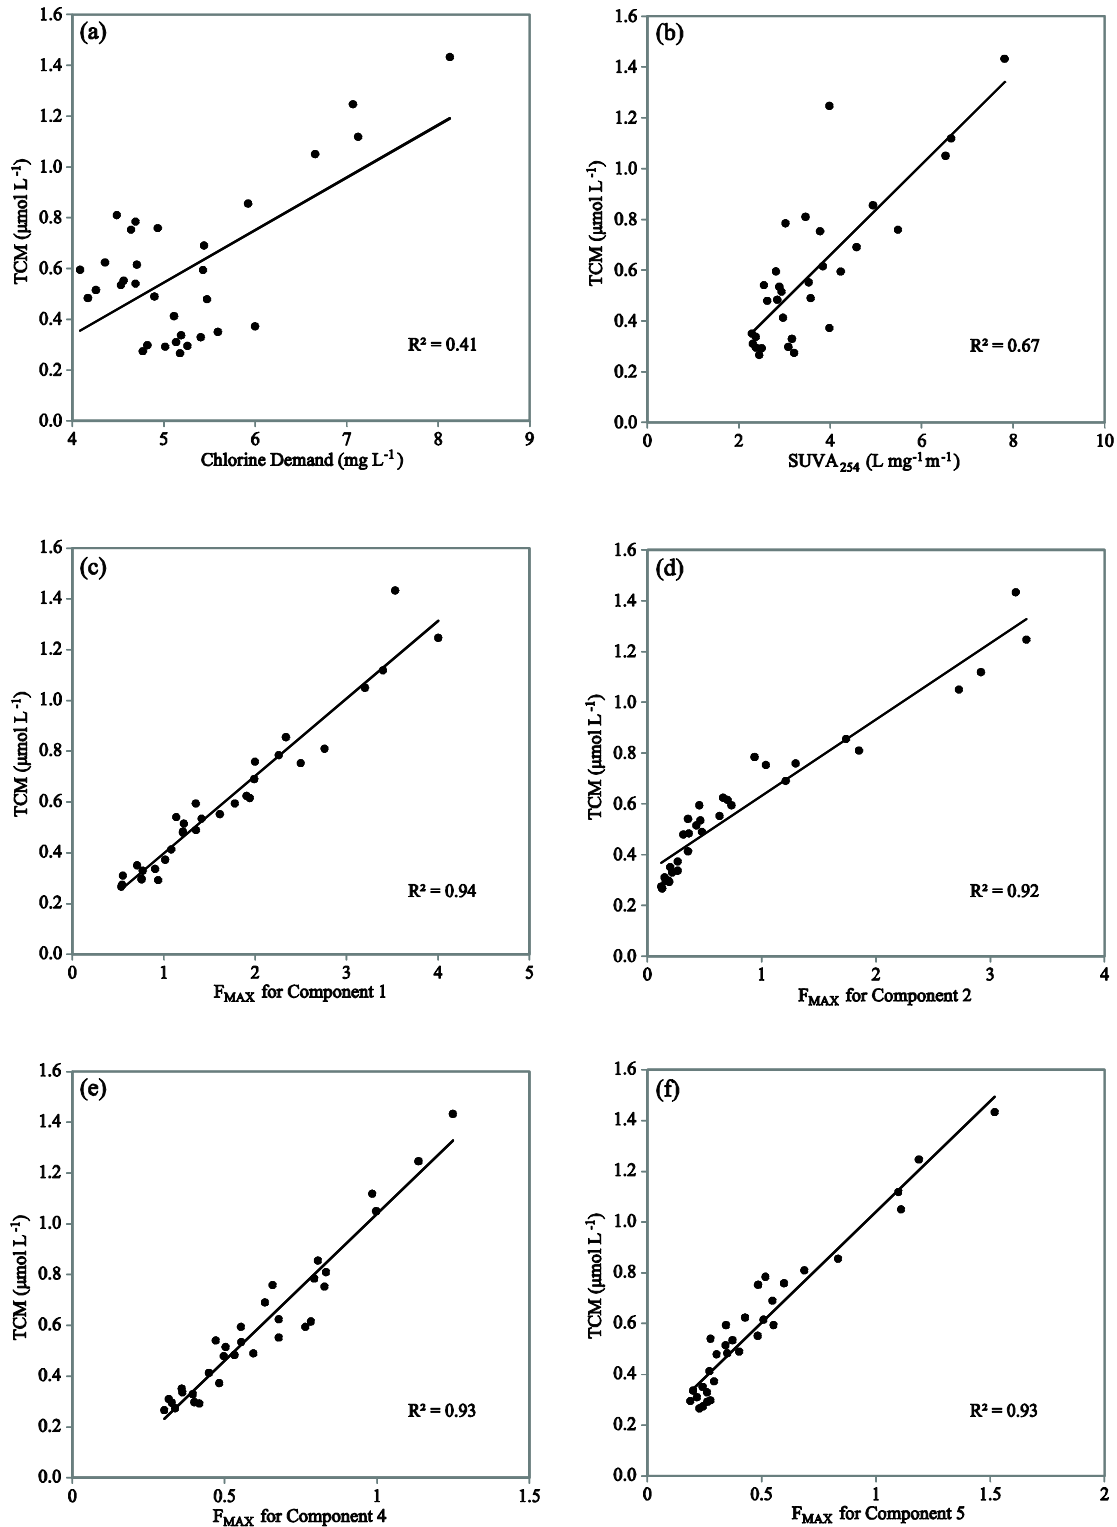 (a)
1.6
1.4
1.2
1.0
0.8
0.6
0.4
0.2
0.0
TCM (µmol L⁻¹)
R² = 0.41
4 5 6 7 8 9
Chlorine Demand (mg L⁻¹)
(b)
1.6
1.4
1.2
1.0
0.8
0.6
0.4
0.2
0.0
TCM (µmol L⁻¹)
R² = 0.67
0 2 4 6 8 10
SUVA₂₅₄ (L mg⁻¹m⁻¹)
(c)
1.6
1.4
1.2
1.0
0.8
0.6
0.4
0.2
0.0
TCM (µmol L⁻¹)
R² = 0.94
0 1 2 3 4 5
F_MAX for Component 1
(d)
1.6
1.4
1.2
1.0
0.8
0.6
0.4
0.2
0.0
TCM (µmol L⁻¹)
R² = 0.92
0 1 2 3 4
F_MAX for Component 2
(e)
1.6
1.4
1.2
1.0
0.8
0.6
0.4
0.2
0.0
TCM (µmol L⁻¹)
R² = 0.93
0 0.5 1 1.5
F_MAX for Component 4
(f)
1.6
1.4
1.2
1.0
0.8
0.6
0.4
0.2
0.0
TCM (µmol L⁻¹)
R² = 0.93
0 0.5 1 1.5 2
F_MAX for Component 5